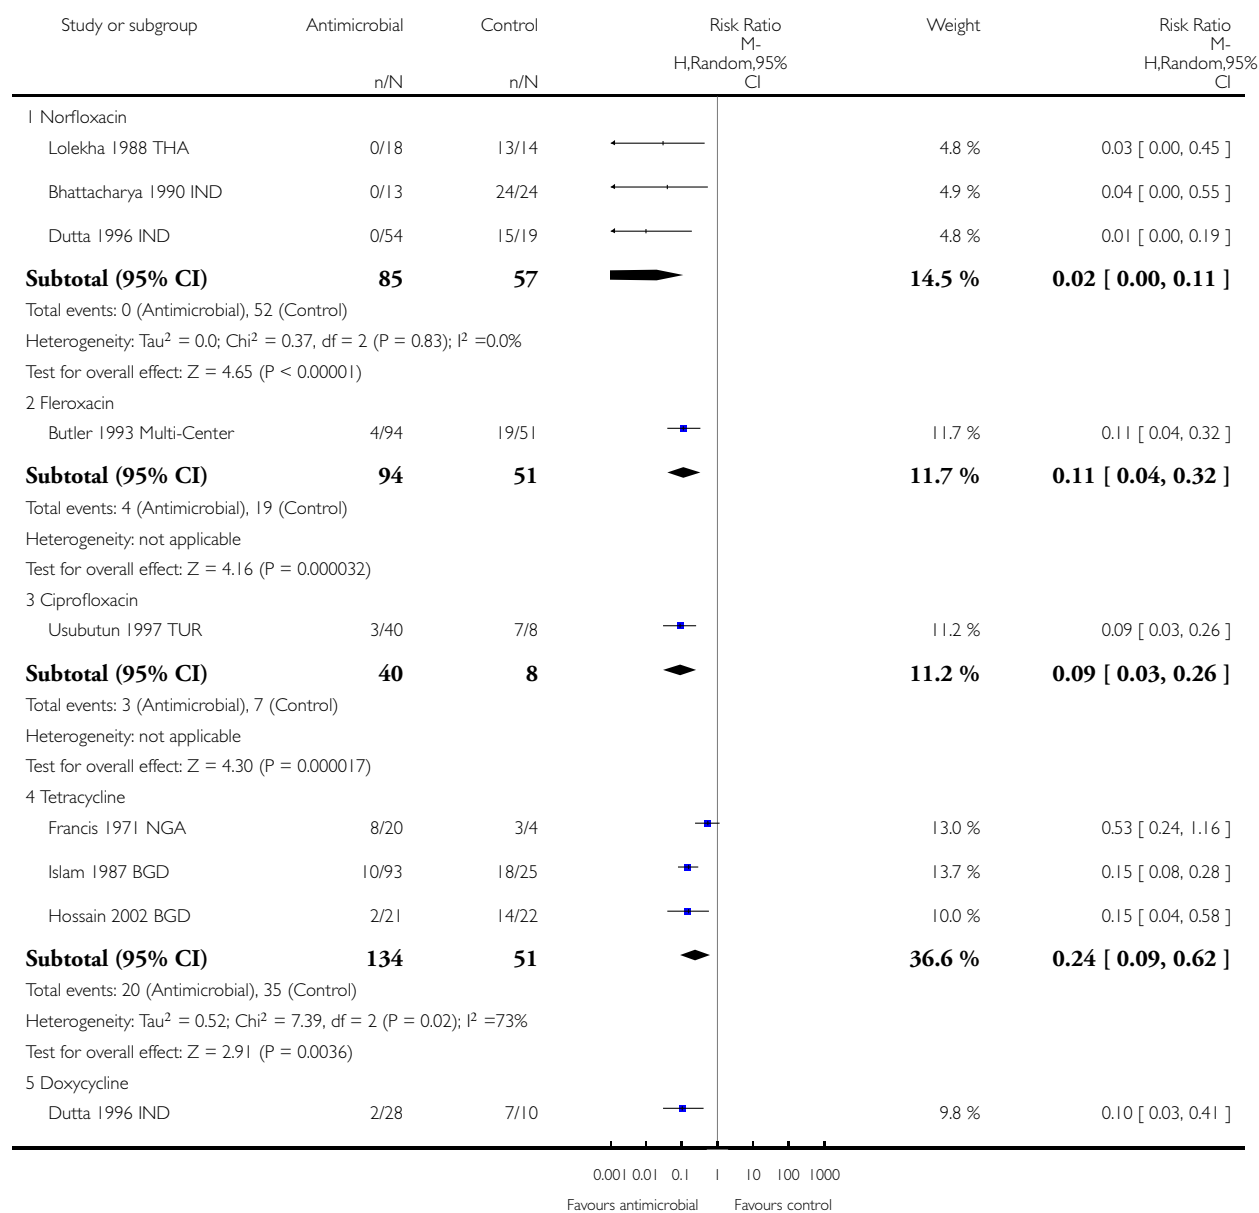 Study or subgroup Antimicrobial Control Risk Ratio Weight Risk Ratio
M- M-
H,Random,95% H,Random,95%
n/N n/N CI CI
1 Norfloxacin
Lolekha 1988 THA 0/18 13/14 4.8 % 0.03 [ 0.00, 0.45 ]
Bhattacharya 1990 IND 0/13 24/24 4.9 % 0.04 [ 0.00, 0.55 ]
Dutta 1996 IND 0/54 15/19 4.8 % 0.01 [ 0.00, 0.19 ]
Subtotal (95% CI) 85 57 14.5 % 0.02 [ 0.00, 0.11 ]
Total events: 0 (Antimicrobial), 52 (Control)
Heterogeneity: Tau² = 0.0; Chi² = 0.37, df = 2 (P = 0.83); I² =0.0%
Test for overall effect: Z = 4.65 (P < 0.00001)
2 Fleroxacin
Butler 1993 Multi-Center 4/94 19/51 11.7 % 0.11 [ 0.04, 0.32 ]
Subtotal (95% CI) 94 51 11.7 % 0.11 [ 0.04, 0.32 ]
Total events: 4 (Antimicrobial), 19 (Control)
Heterogeneity: not applicable
Test for overall effect: Z = 4.16 (P = 0.000032)
3 Ciprofloxacin
Usubutun 1997 TUR 3/40 7/8 11.2 % 0.09 [ 0.03, 0.26 ]
Subtotal (95% CI) 40 8 11.2 % 0.09 [ 0.03, 0.26 ]
Total events: 3 (Antimicrobial), 7 (Control)
Heterogeneity: not applicable
Test for overall effect: Z = 4.30 (P = 0.000017)
4 Tetracycline
Francis 1971 NGA 8/20 3/4 13.0 % 0.53 [ 0.24, 1.16 ]
Islam 1987 BGD 10/93 18/25 13.7 % 0.15 [ 0.08, 0.28 ]
Hossain 2002 BGD 2/21 14/22 10.0 % 0.15 [ 0.04, 0.58 ]
Subtotal (95% CI) 134 51 36.6 % 0.24 [ 0.09, 0.62 ]
Total events: 20 (Antimicrobial), 35 (Control)
Heterogeneity: Tau² = 0.52; Chi² = 7.39, df = 2 (P = 0.02); I² =73%
Test for overall effect: Z = 2.91 (P = 0.0036)
5 Doxycycline
Dutta 1996 IND 2/28 7/10 9.8 % 0.10 [ 0.03, 0.41 ]
0.001 0.01 0.1 1 10 100 1000
Favours antimicrobial Favours control